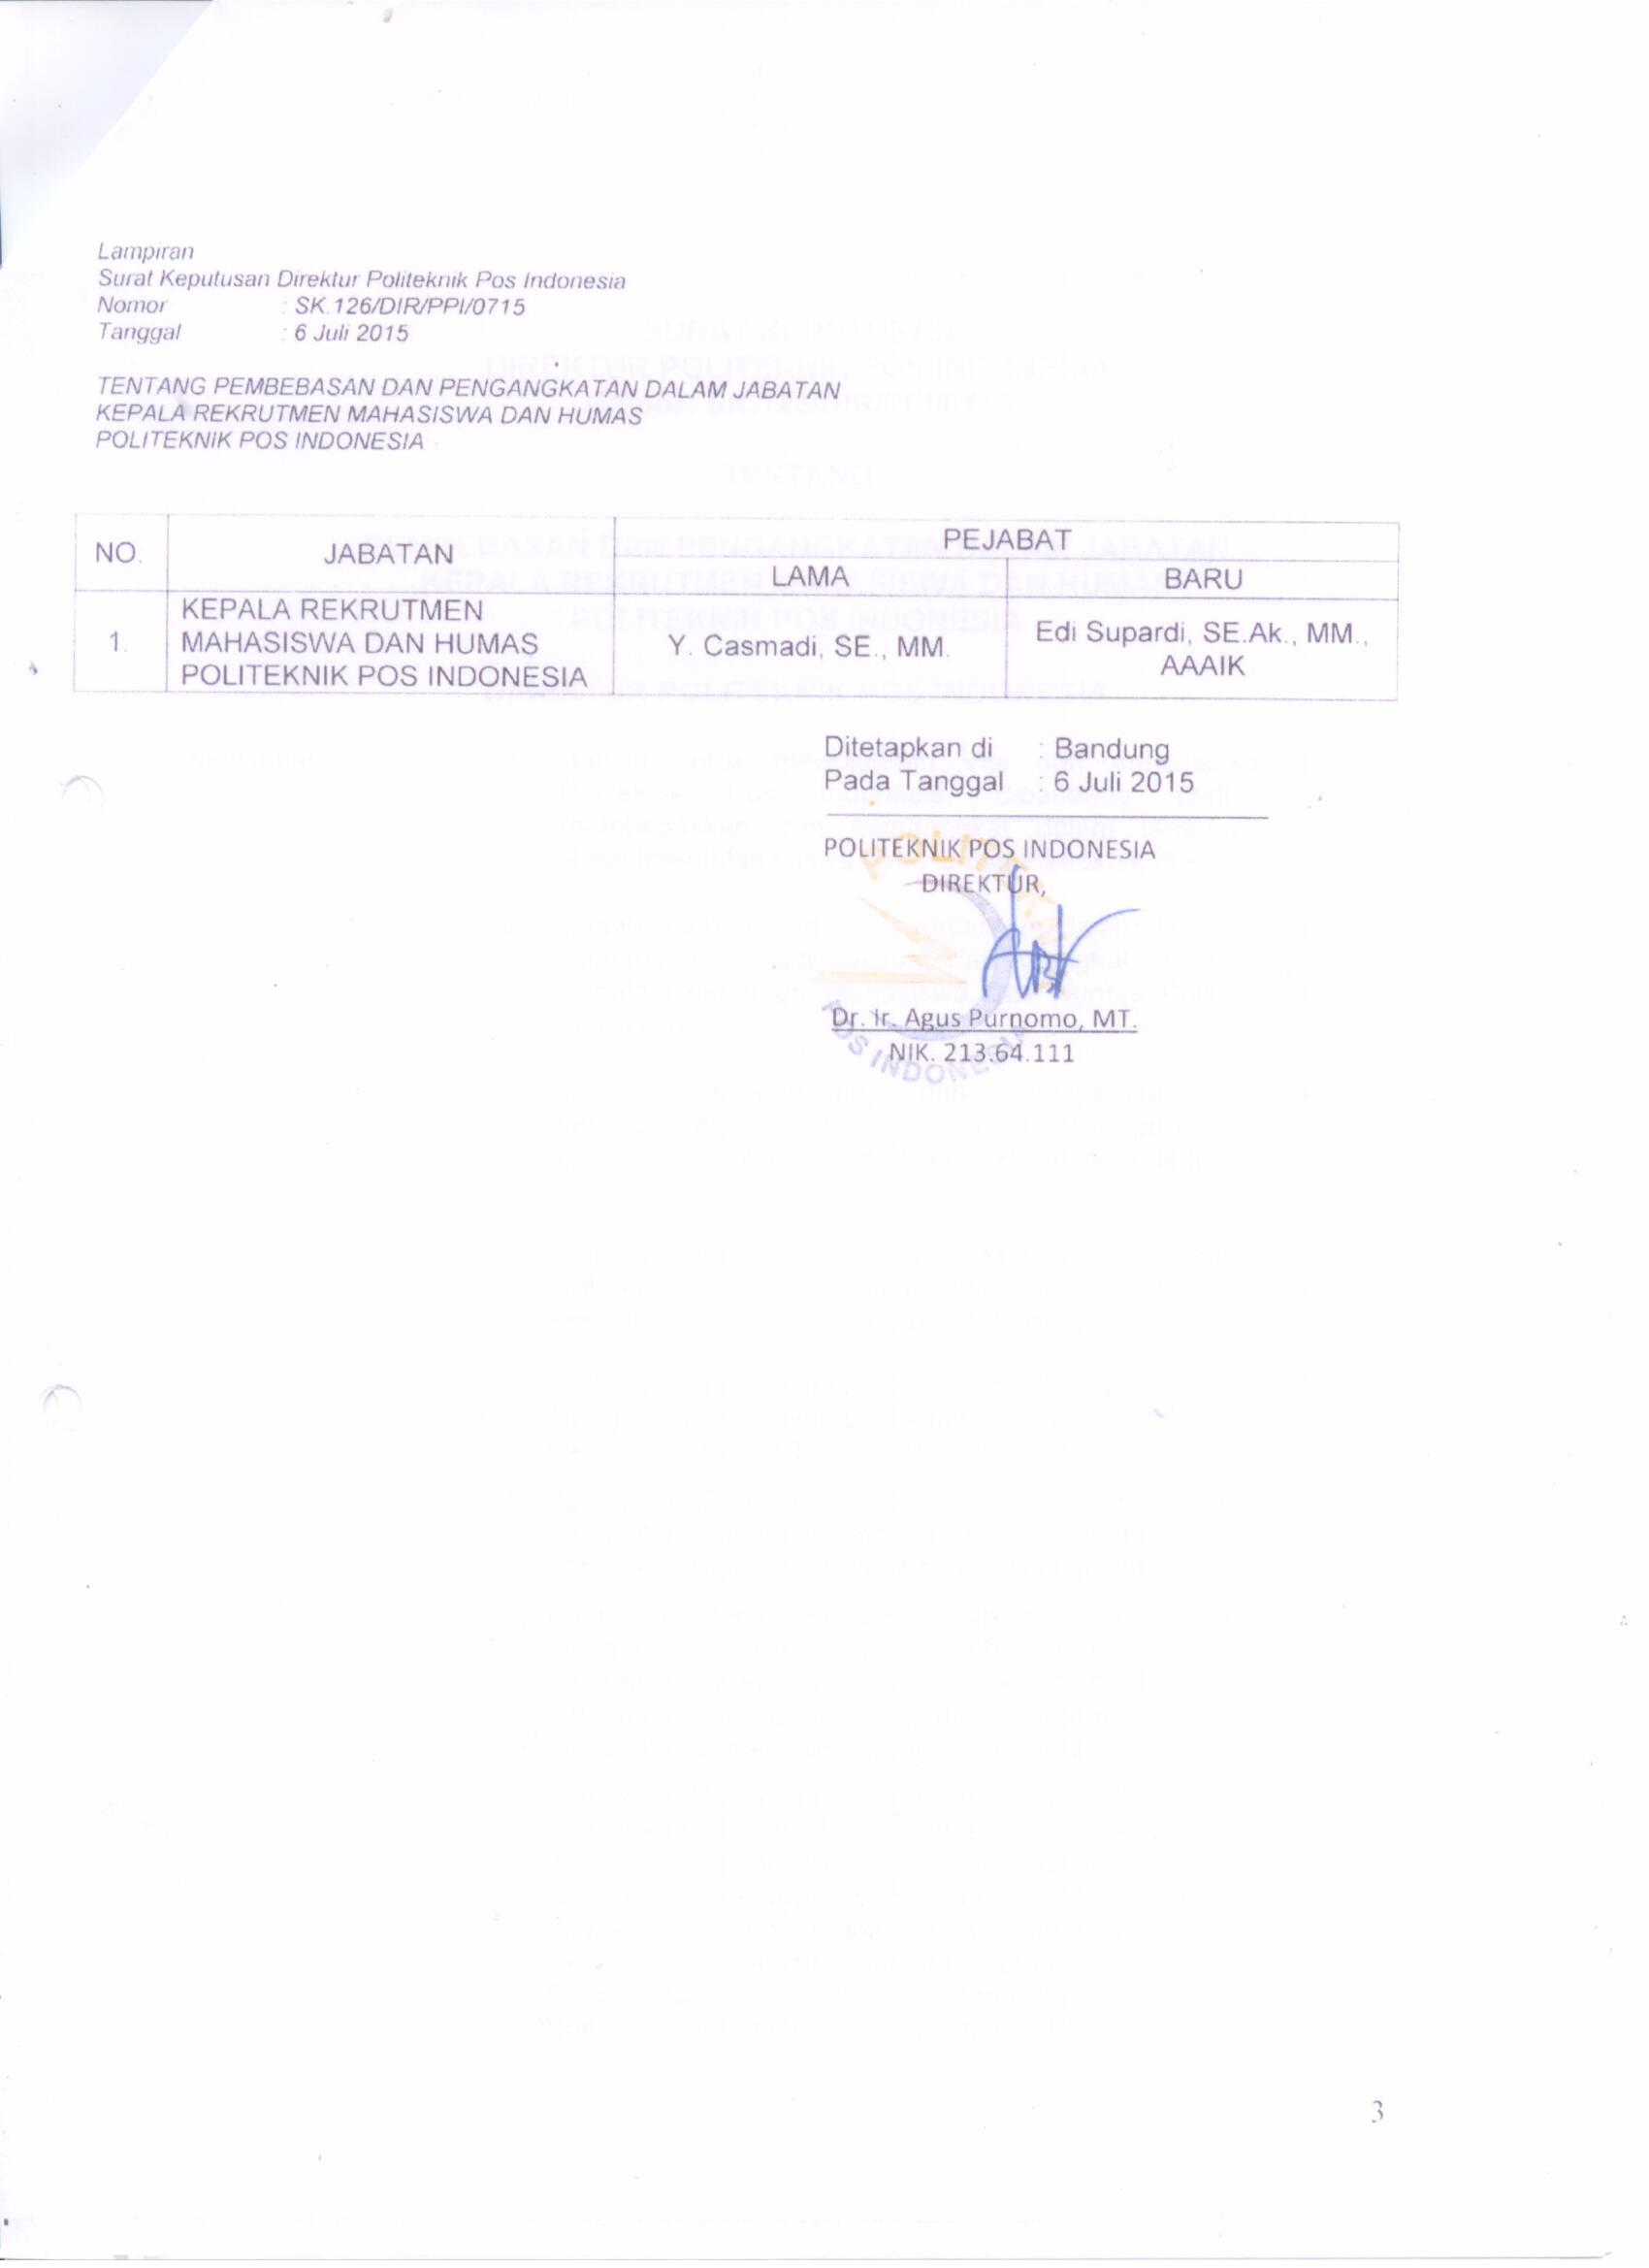 Lampiran
Surat Keputusan Direktur Politeknik Pos Indonesia
Nomor : SK.126/DIR/PPI/0715
Tanggal : 6 Juli 2015
TENTANG PEMBEBASAN DAN PENGANGKATAN DALAM JABATAN
KEPALA REKRUTMEN MAHASISWA DAN HUMAS
POLITEKNIK POS INDONESIA
NO. JABATAN PEJABAT
LAMA BARU
1. KEPALA REKRUTMEN MAHASISWA DAN HUMAS POLITEKNIK POS INDONESIA Y. Casmadi, SE., MM. Edi Supardi, SE.Ak., MM., AAAIK
Ditetapkan di : Bandung
Pada Tanggal : 6 Juli 2015
POLITEKNIK POS INDONESIA
DIREKTUR,
Dr. Ir. Agus Purnomo, MT.
NIK. 213.64.111
POS INDONESIA
3